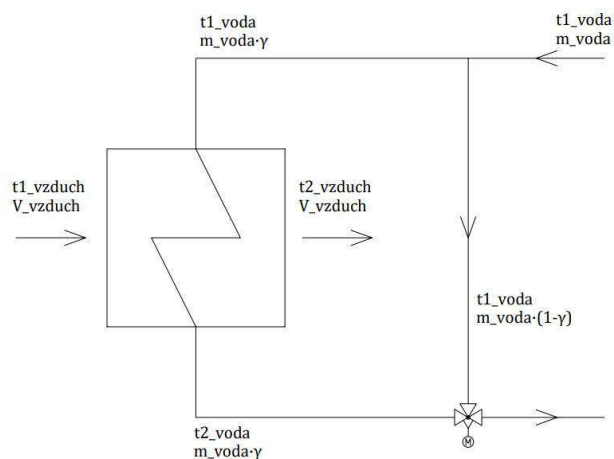 t1_voda
m_voda·γ
t1_voda
m_voda
t1_vzduch
V_vzduch
t2_vzduch
V_vzduch
t1_voda
m_voda·(1-γ)
t2_voda
m_voda·γ
M